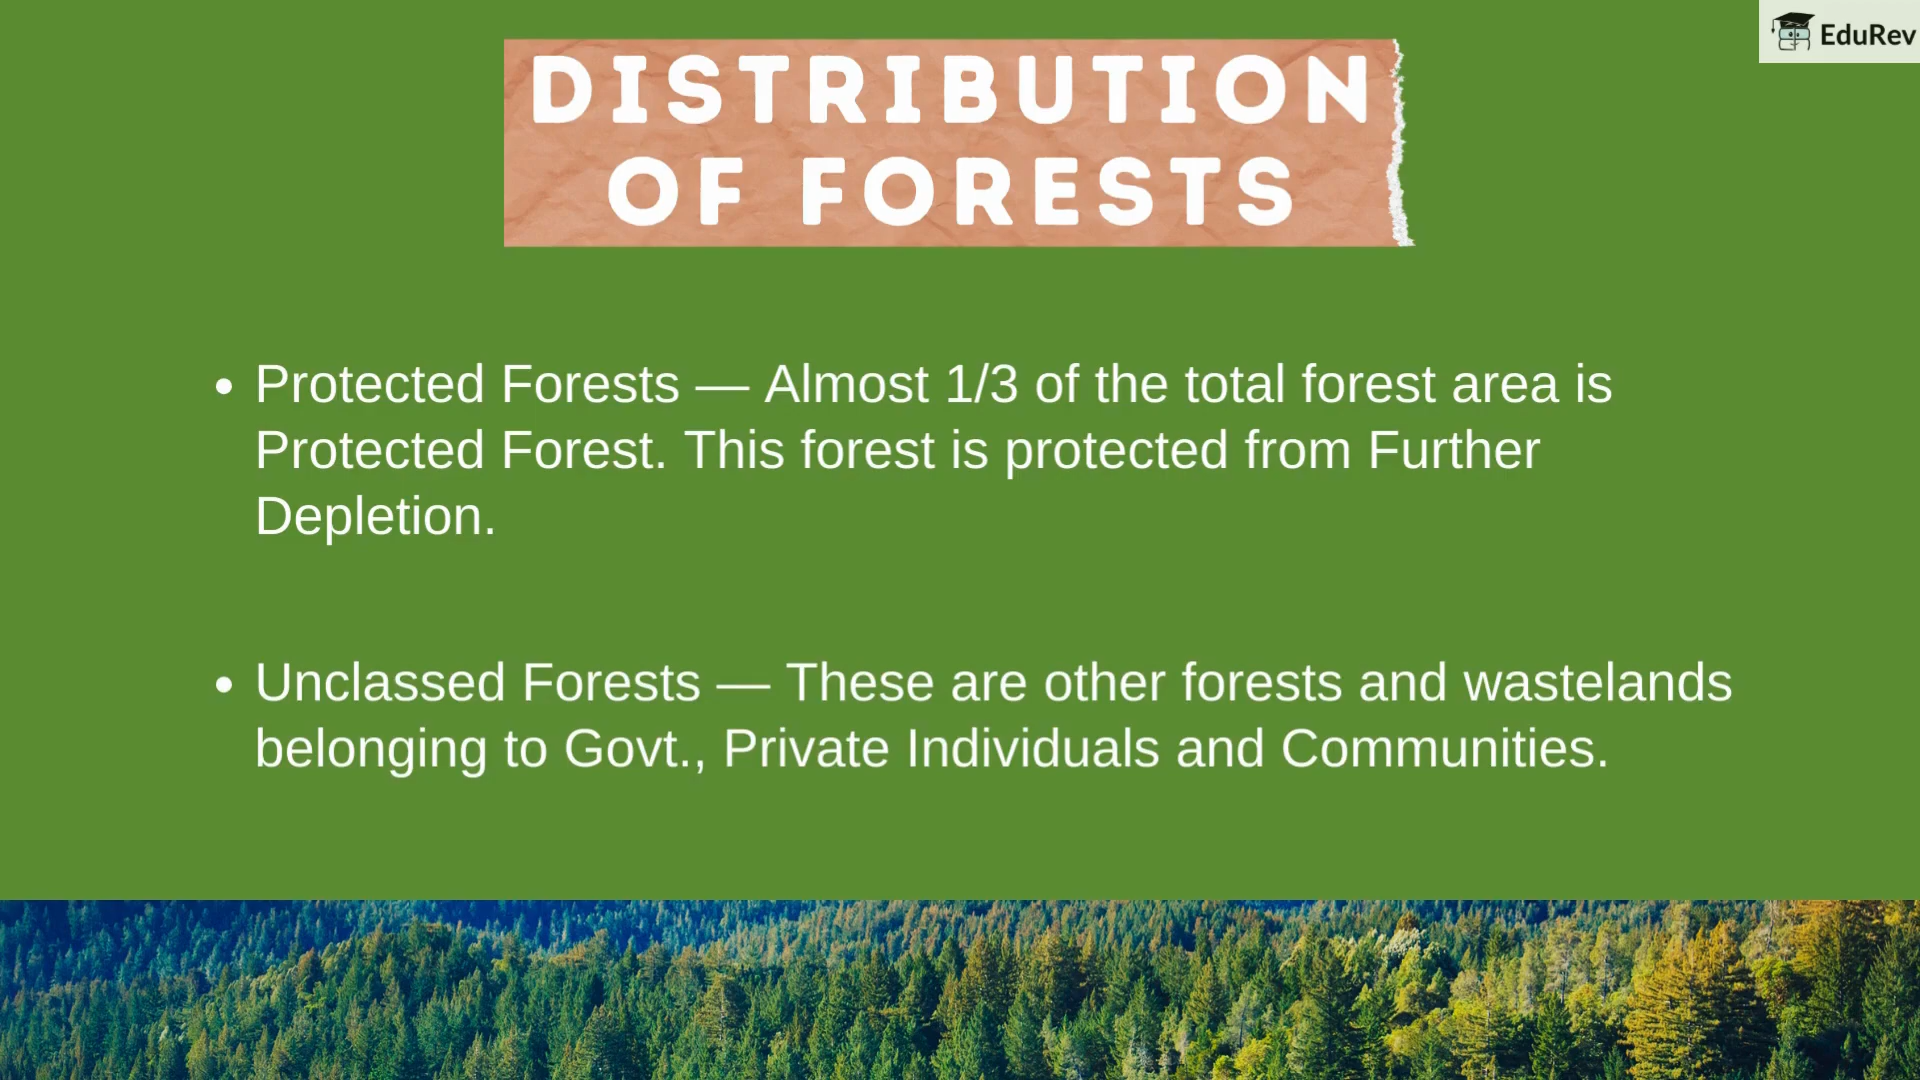 EduRev
DISTRIBUTION
OF FORESTS
• Protected Forests — Almost 1/3 of the total forest area is
Protected Forest. This forest is protected from Further
Depletion.
• Unclassed Forests — These are other forests and wastelands
belonging to Govt., Private Individuals and Communities.